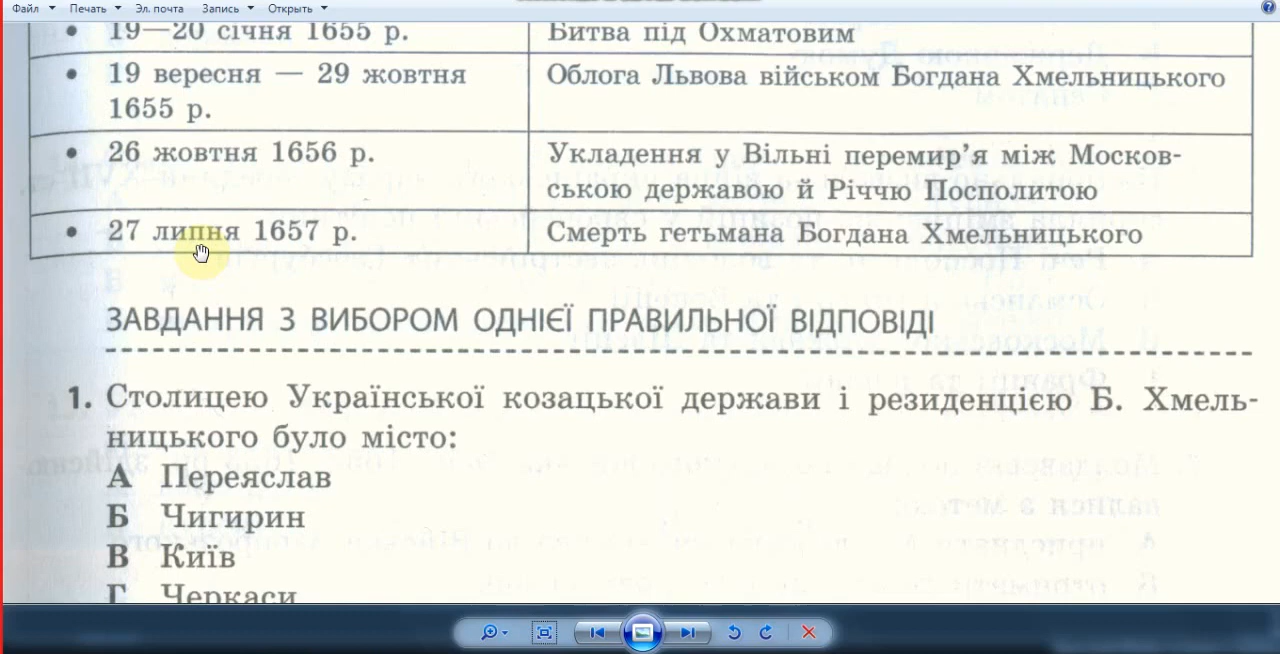 Файл Печать Эл. почта Запись Открыть
• 19—20 січня 1655 р. Битва під Охматовим
• 19 вересня — 29 жовтня Облога Львова військом Богдана Хмельницького
1655 р.
• 26 жовтня 1656 р. Укладення у Вільні перемир’я між Москов-
ською державою й Річчю Посполитою
• 27 липня 1657 р. Смерть гетьмана Богдана Хмельницького
ЗАВДАННЯ З ВИБОРОМ ОДНІЄЇ ПРАВИЛЬНОЇ ВІДПОВІДІ
1. Столицею Української козацької держави і резиденцією Б. Хмель-
ницького було місто:
А Переяслав
Б Чигирин
В Київ
Г Черкаси